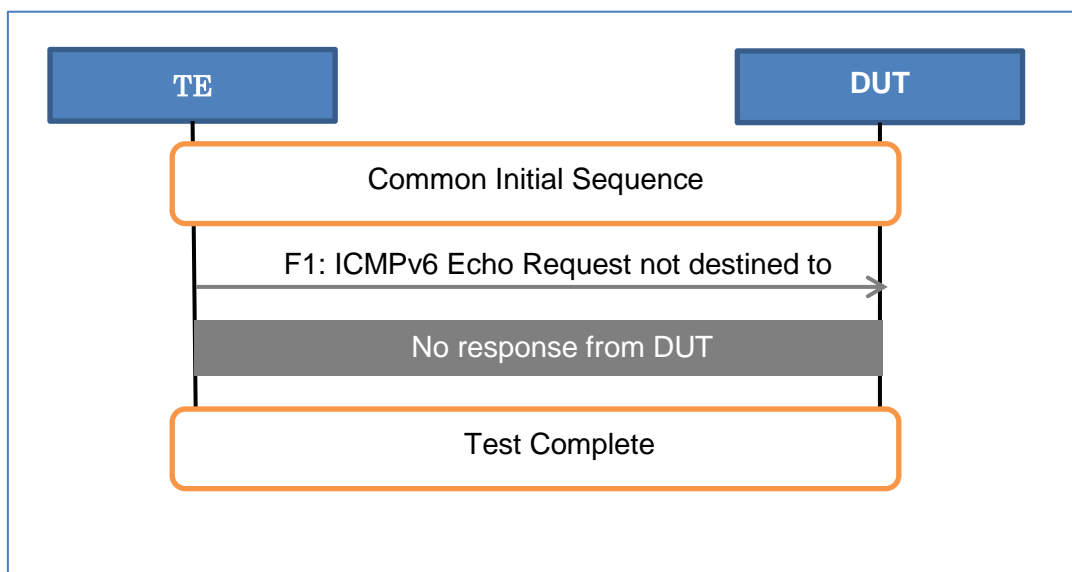 TE
DUT
Common Initial Sequence
F1: ICMPv6 Echo Request not destined to
No response from DUT
Test Complete